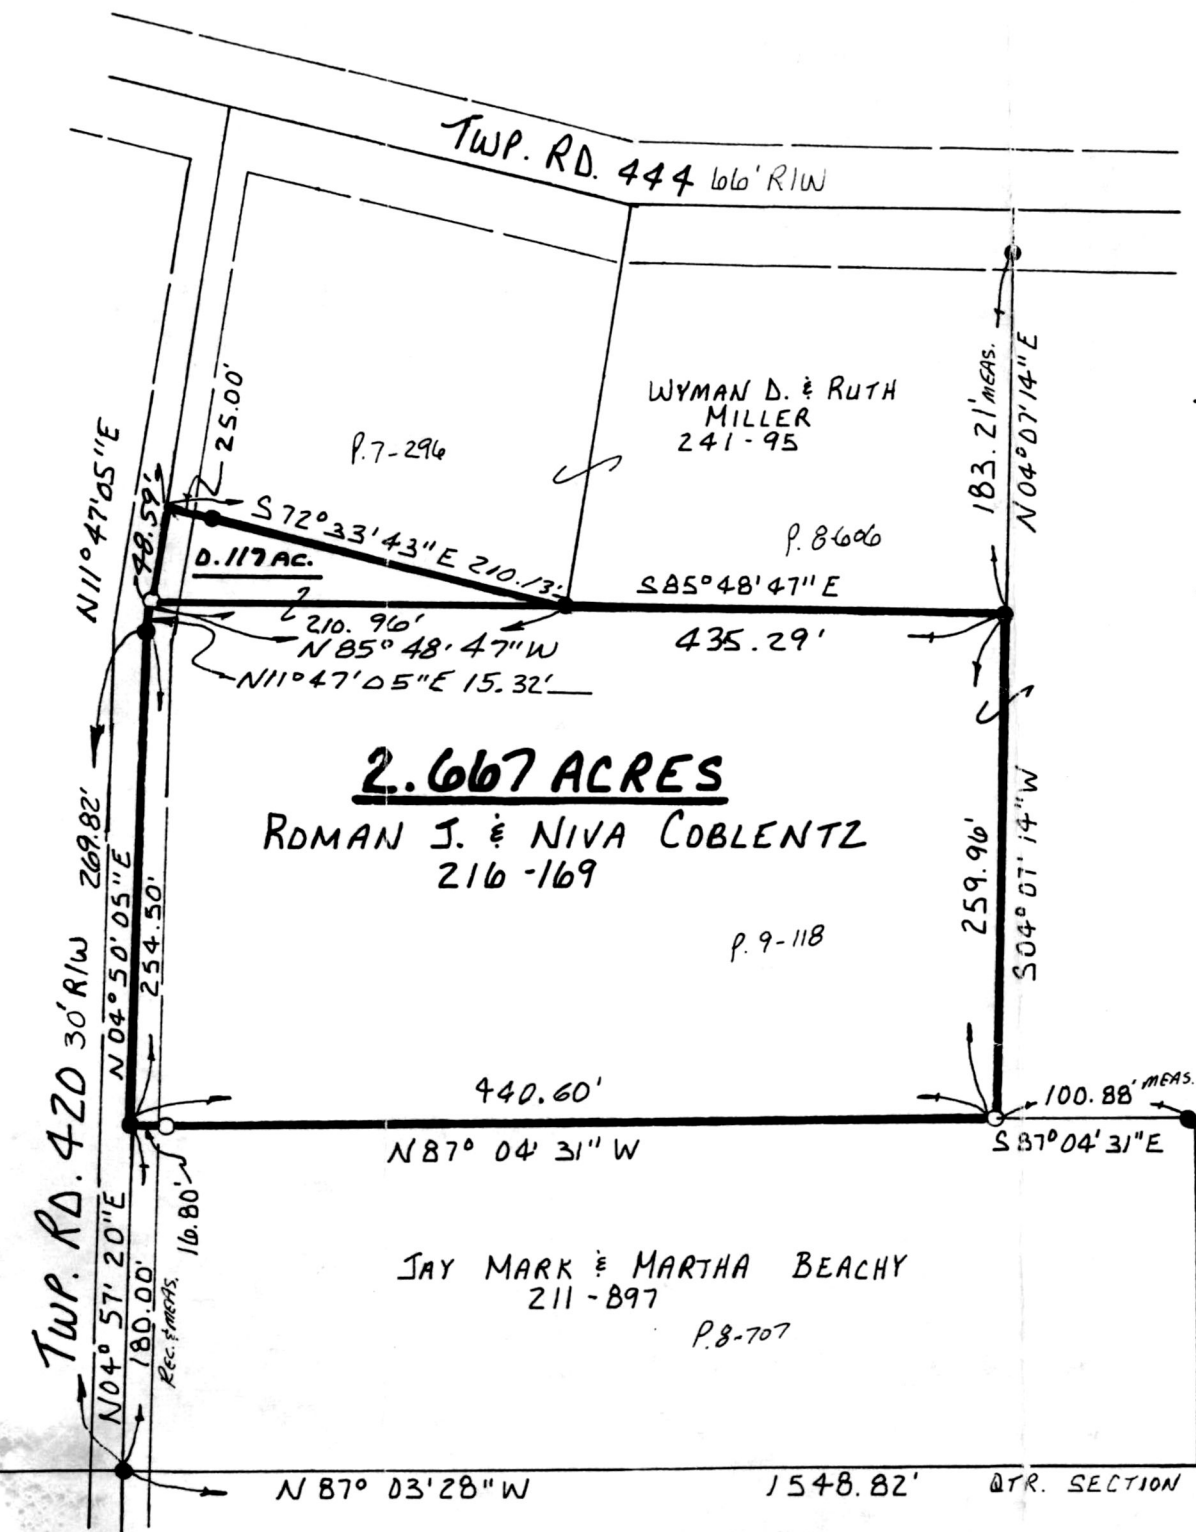 TWP. RD. 444 66' R/W
25.00'
N11°47'05"E
48.59'
P.7-296
WYMAN D. & RUTH
MILLER
241-95
183.21' MEAS.
N04°07'14"E
P.8606
S72°33'43"E 210.13'
0.117 AC.
S85°48'47"E
435.29'
210.96'
N85°48'47"W
N11°47'05"E 15.32'
2.667 ACRES
ROMAN J. & NIVA COBLENTZ
216-169
P.9-118
259.96'
S04°07'14"W
269.82'
N04°50'05"E
254.50'
TWP. RD. 420 30' R/W
440.60'
N87°04'31"W
100.88' MEAS.
S87°04'31"E
16.80'
N04°57'20"E
180.00'
REC. & MEAS.
JAY MARK & MARTHA BEACHY
211-897
P.8-707
N87°03'28"W 1548.82' QTR. SECTION